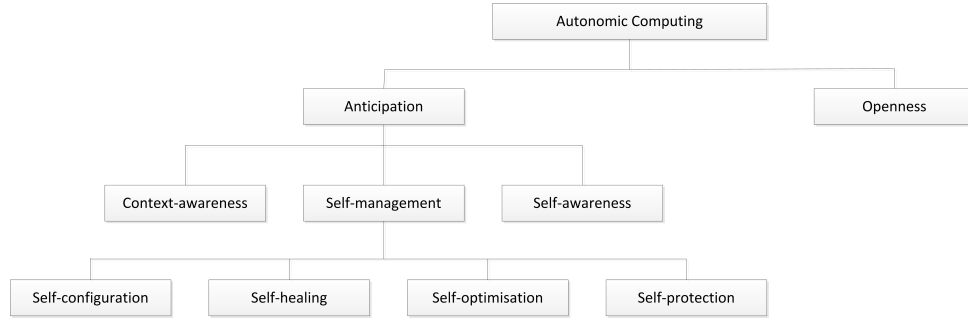 Autonomic Computing
Anticipation
Openness
Context-awareness
Self-management
Self-awareness
Self-configuration
Self-healing
Self-optimisation
Self-protection